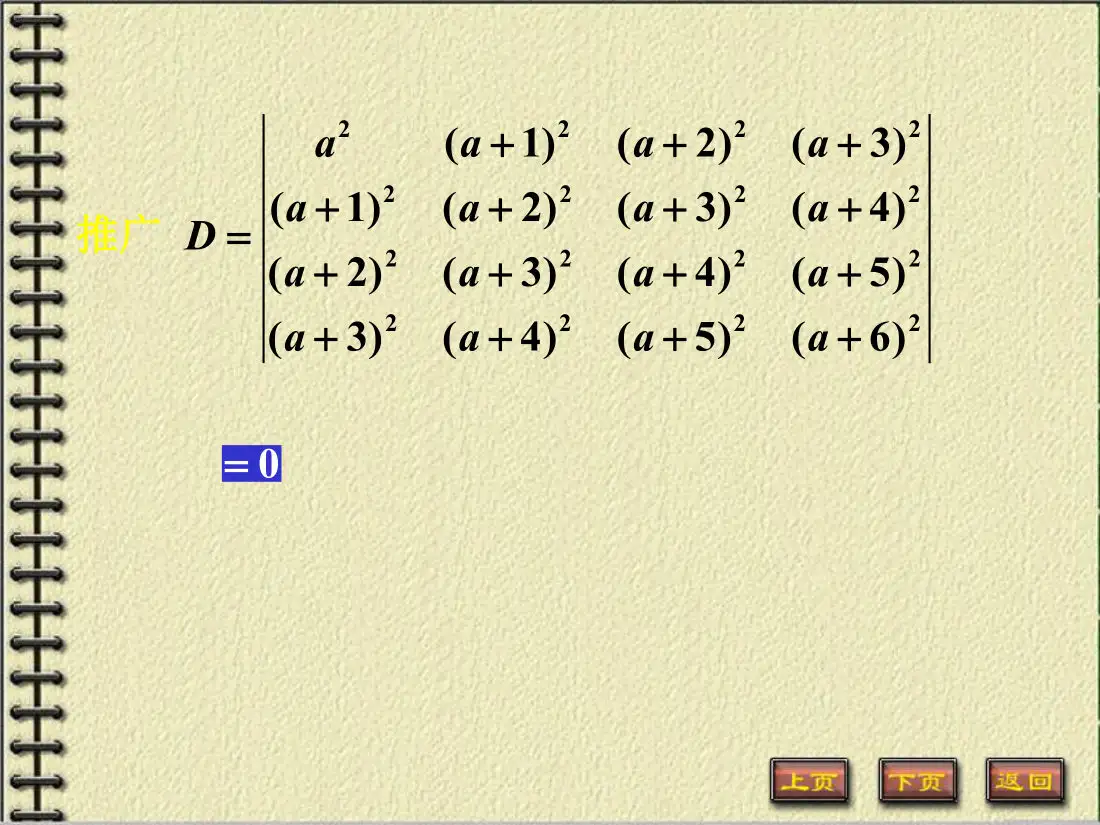 a² (a+1)² (a+2)² (a+3)²
(a+1)² (a+2)² (a+3)² (a+4)²
推广 D =
(a+2)² (a+3)² (a+4)² (a+5)²
(a+3)² (a+4)² (a+5)² (a+6)²
= 0
上页 下页 返回